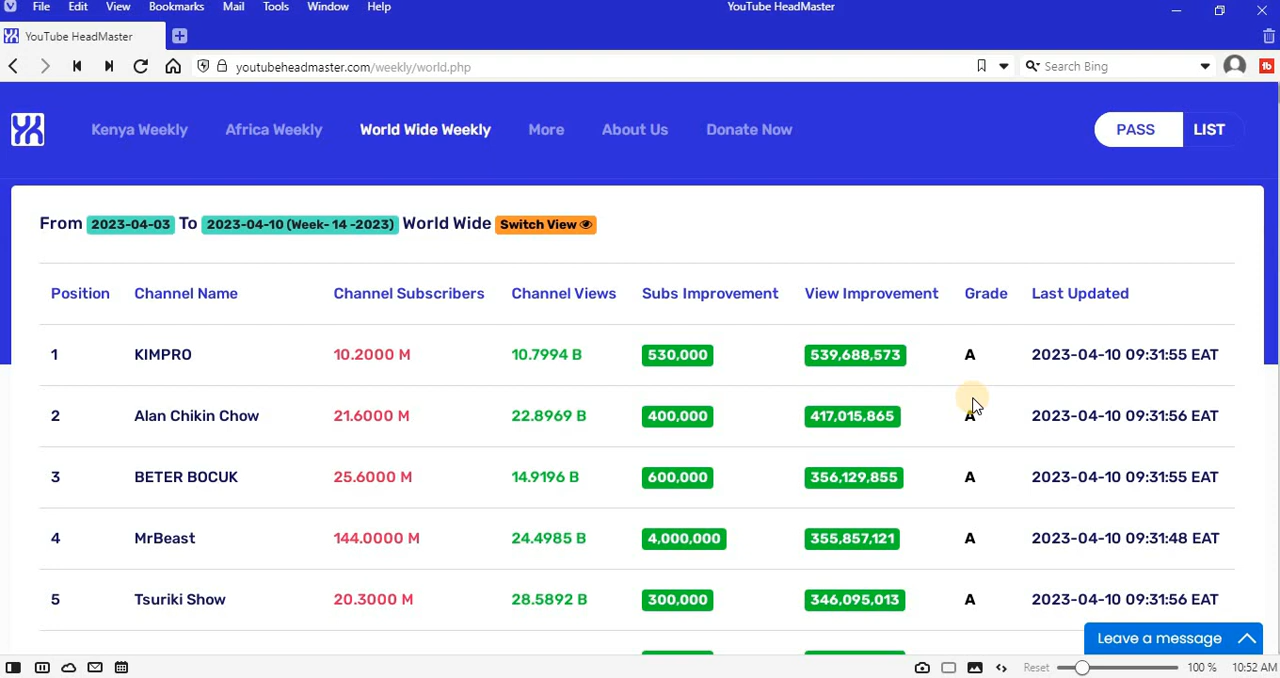 File Edit View Bookmarks Mail Tools Window Help YouTube HeadMaster
YouTube HeadMaster
youtubeheadmaster.com/weekly/world.php Search Bing
Kenya Weekly Africa Weekly World Wide Weekly More About Us Donate Now PASS LIST
From 2023-04-03 To 2023-04-10 (Week- 14 -2023) World Wide Switch View
Position Channel Name Channel Subscribers Channel Views Subs Improvement View Improvement Grade Last Updated
1 KIMPRO 10.2000 M 10.7994 B 530,000 539,688,573 A 2023-04-10 09:31:55 EAT
2 Alan Chikin Chow 21.6000 M 22.8969 B 400,000 417,015,865 A 2023-04-10 09:31:56 EAT
3 BETER BOCUK 25.6000 M 14.9196 B 600,000 356,129,855 A 2023-04-10 09:31:55 EAT
4 MrBeast 144.0000 M 24.4985 B 4,000,000 355,857,121 A 2023-04-10 09:31:48 EAT
5 Tsuriki Show 20.3000 M 28.5892 B 300,000 346,095,013 A 2023-04-10 09:31:56 EAT
Leave a message
Reset 100 % 10:52 AM